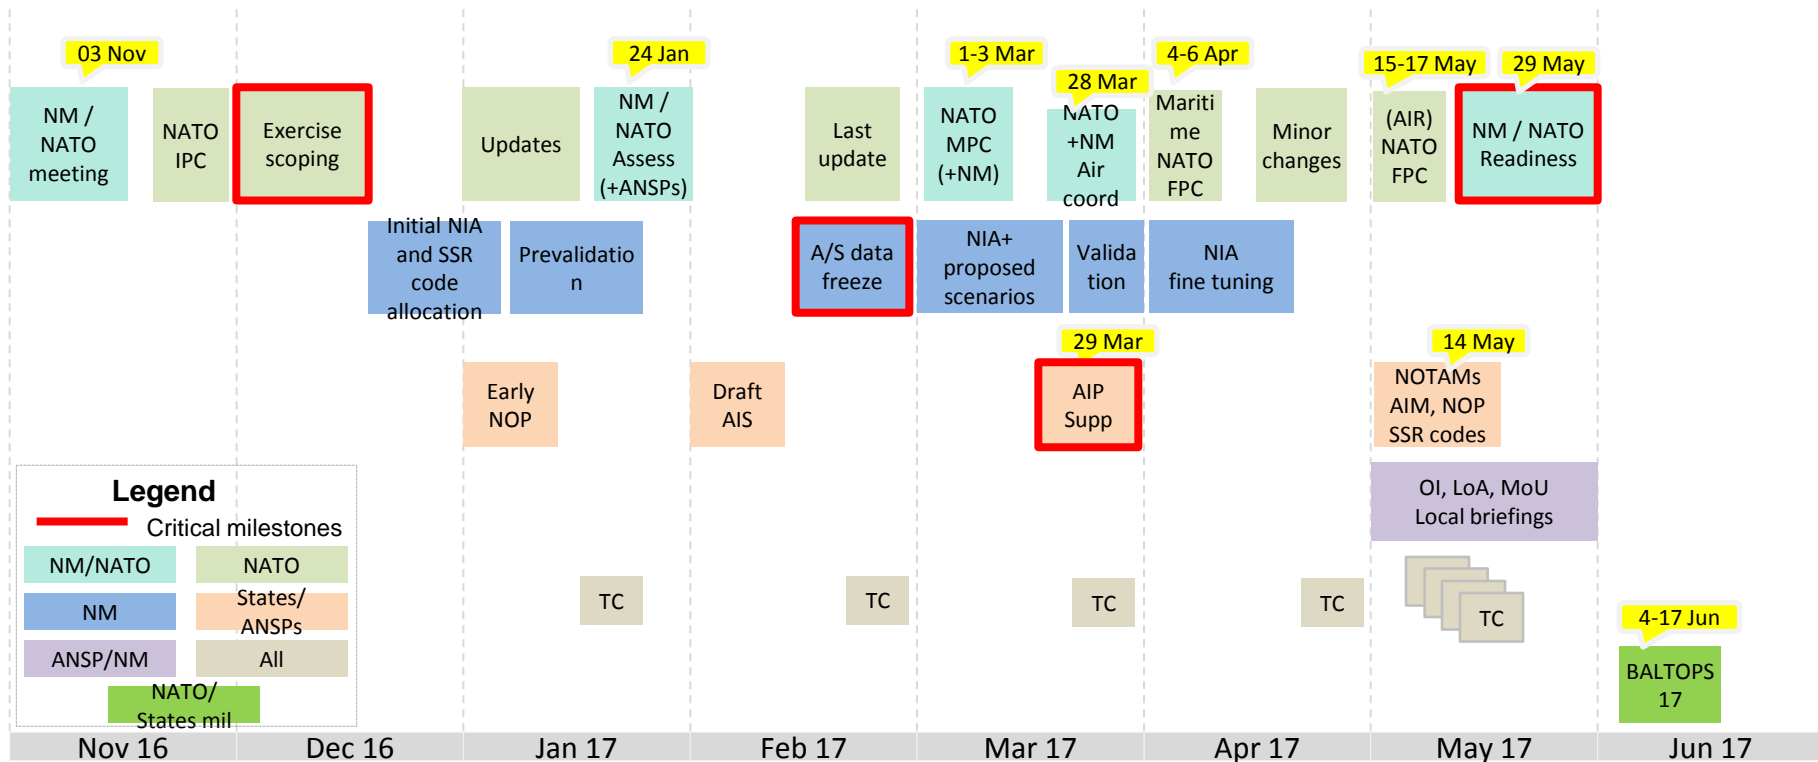 03 Nov
24 Jan
1-3 Mar
28 Mar
4-6 Apr
15-17 May
29 May
NM /
NATO
meeting
NATO
IPC
Exercise
scoping
Updates
NM /
NATO
Assess
(+ANSPs)
Last
update
NATO
MPC
(+NM)
NATO
+NM
Air
coord
Mariti
me
NATO
FPC
Minor
changes
(AIR)
NATO
FPC
NM / NATO
Readiness
Initial NIA
and SSR
code
allocation
Prevalidatio
n
A/S data
freeze
NIA+
proposed
scenarios
Valida
tion
NIA
fine tuning
29 Mar
14 May
Early
NOP
Draft
AIS
AIP
Supp
NOTAMs
AIM, NOP
SSR codes
OI, LoA, MoU
Local briefings
Legend
Critical milestones
NM/NATO
NATO
NM
States/
ANSPs
ANSP/NM
All
NATO/
States mil
TC
TC
TC
TC
TC
4-17 Jun
BALTOPS
17
Nov 16
Dec 16
Jan 17
Feb 17
Mar 17
Apr 17
May 17
Jun 17